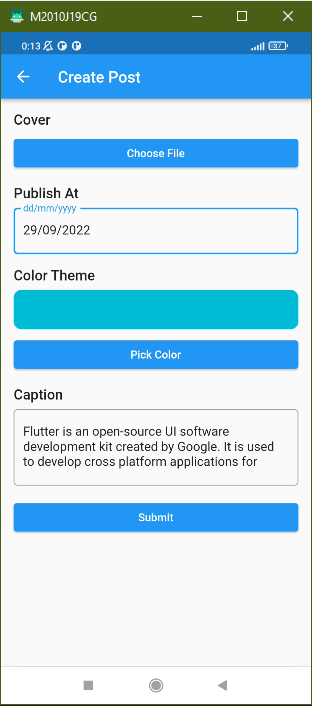 M2010J19CG
0:13
97
Create Post
Cover
Choose File
Publish At
dd/mm/yyyy
29/09/2022
Color Theme
Pick Color
Caption
Flutter is an open-source UI software
development kit created by Google. It is used
to develop cross platform applications for
Submit